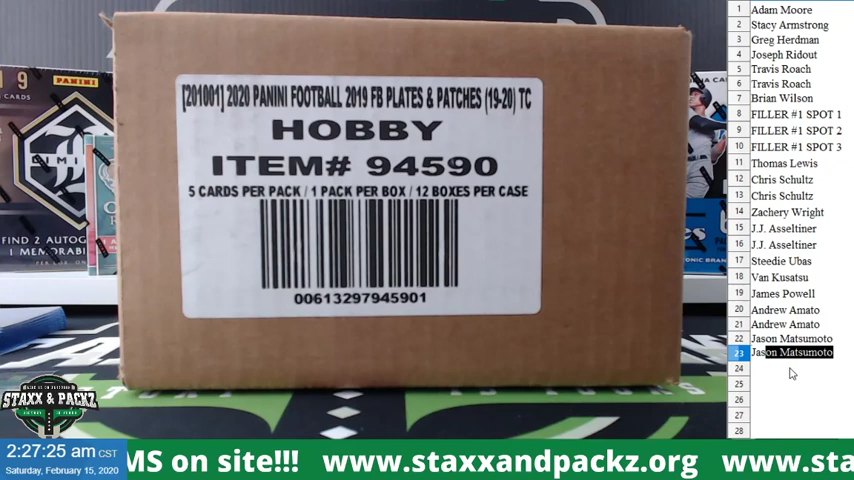 [201001] 2020 PANINI FOOTBALL 2019 FB PLATES & PATCHES (19-20) TC
HOBBY
ITEM# 94590
5 CARDS PER PACK / 1 PACK PER BOX / 12 BOXES PER CASE
00613297945901
9
PANINI
CARDS
FIND 2 AUTOG
1 MEMORABI
1 Adam Moore
2 Stacy Armstrong
3 Greg Herdman
4 Joseph Ridout
5 Travis Roach
6 Travis Roach
7 Brian Wilson
8 FILLER #1 SPOT 1
9 FILLER #1 SPOT 2
10 FILLER #1 SPOT 3
11 Thomas Lewis
12 Chris Schultz
13 Chris Schultz
14 Zachery Wright
15 J.J. Asseltiner
16 J.J. Asseltiner
17 Steedie Ubas
18 Van Kusatsu
19 James Powell
20 Andrew Amato
21 Andrew Amato
22 Jason Matsumoto
23 Jason Matsumoto
24
25
26
27
28
STAXX & PACKZ
2:27:25 am CST
Saturday, February 15, 2020
MS on site!!! www.staxxandpackz.org www.sta